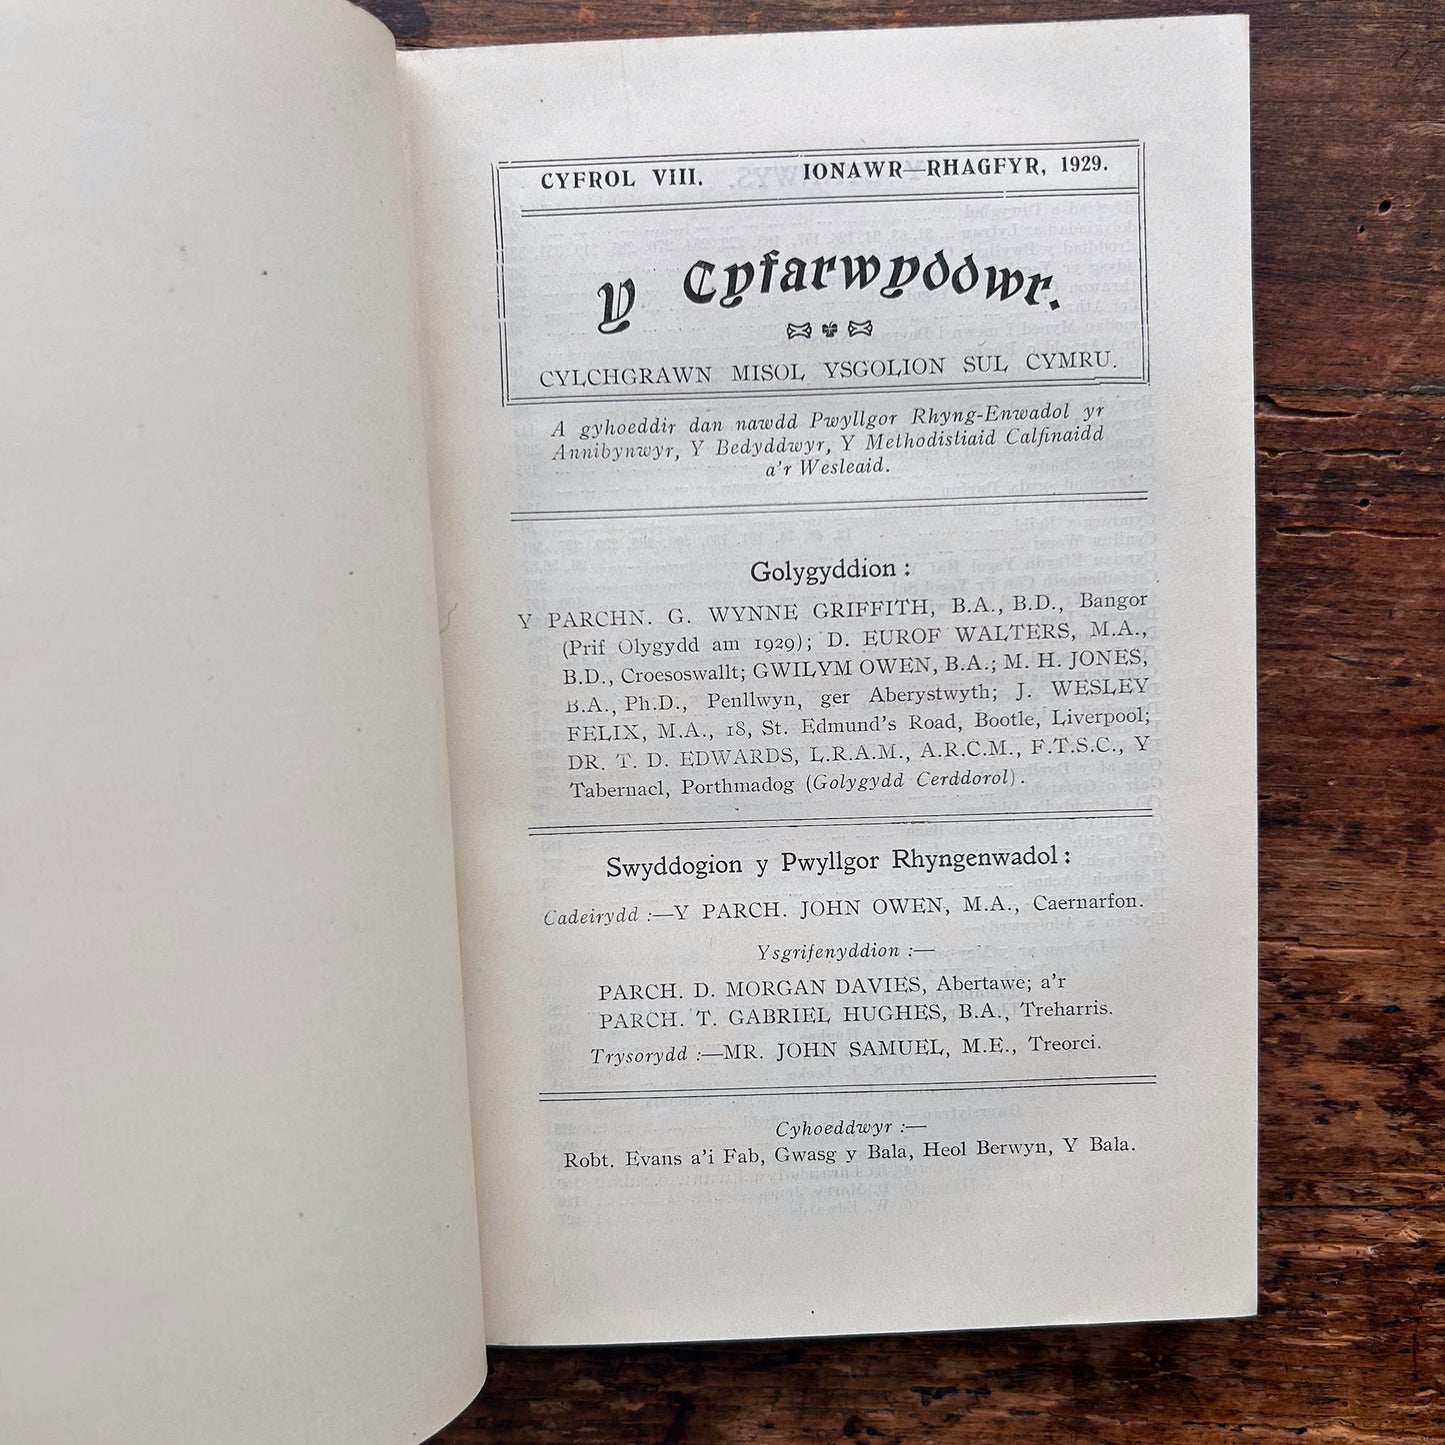 CYFROL VIII. IONAWR—RHAGFYR, 1929.
Y Cyfarwyddwr.
CYLCHGRAWN MISOL YSGOLION SUL CYMRU.
A gyhoeddir dan nawdd Pwyllgor Rhyng-Enwadol yr
Annibynwyr, Y Bedyddwyr, Y Methodistiaid Calfinaidd
a'r Wesleaid.
Golygyddion :
Y PARCHN. G. WYNNE GRIFFITH, B.A., B.D., Bangor
(Prif Olygydd am 1929); D. EUROF WALTERS, M.A.,
B.D., Croesoswallt; GWILYM OWEN, B.A.; M. H. JONES,
B.A., Ph.D., Penllwyn, ger Aberystwyth; J. WESLEY
FELIX, M.A., 18, St. Edmund's Road, Bootle, Liverpool;
DR. T. D. EDWARDS, L.R.A.M., A.R.C.M., F.T.S.C., Y
Tabernacl, Porthmadog (Golygydd Cerddorol).
Swyddogion y Pwyllgor Rhyngenwadol :
Cadeirydd :—Y PARCH. JOHN OWEN, M.A., Caernarfon.
Ysgrifenyddion :—
PARCH. D. MORGAN DAVIES, Abertawe; a'r
PARCH. T. GABRIEL HUGHES, B.A., Treharris.
Trysorydd :—MR. JOHN SAMUEL, M.E., Treorci.
Cyhoeddwyr :—
Robt. Evans a'i Fab, Gwasg y Bala, Heol Berwyn, Y Bala.